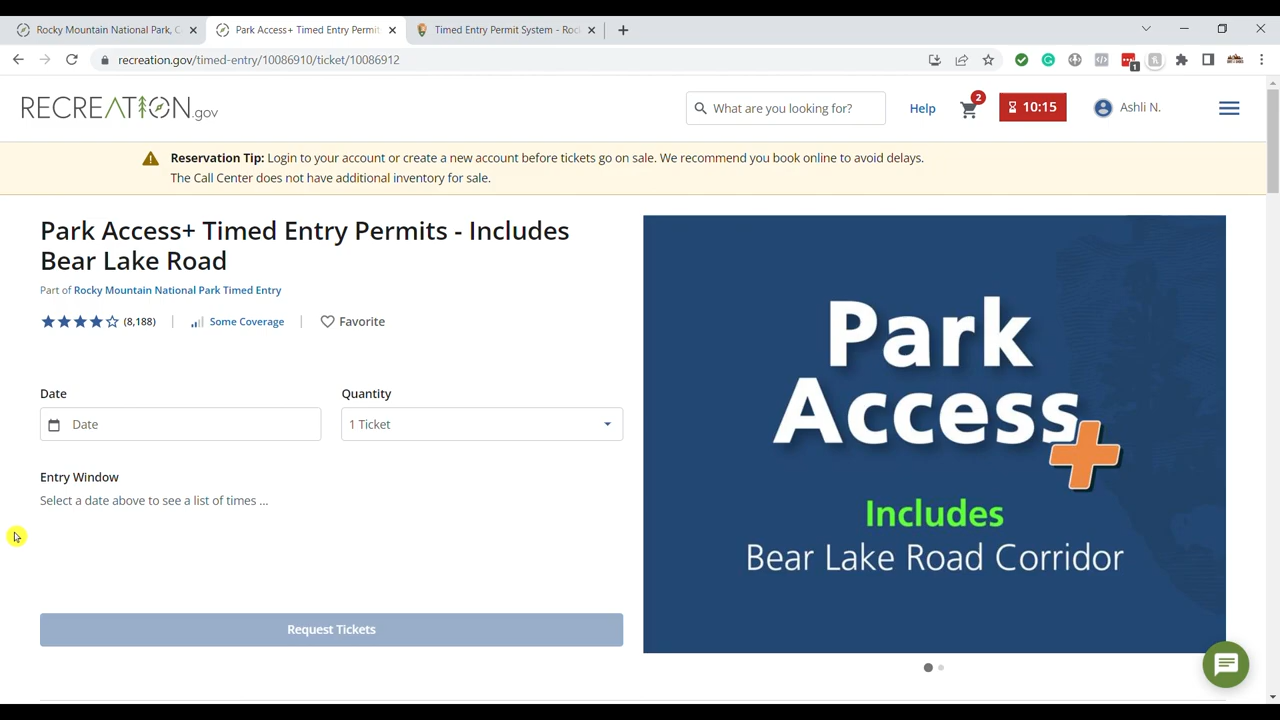 Rocky Mountain National Park, C
Park Access+ Timed Entry Permit
Timed Entry Permit System - Roc
recreation.gov/timed-entry/10086910/ticket/10086912
1
RECREATION.gov
What are you looking for?
Help
2
10:15
Ashli N.
Reservation Tip: Login to your account or create a new account before tickets go on sale. We recommend you book online to avoid delays.
The Call Center does not have additional inventory for sale.
Park Access+ Timed Entry Permits - Includes
Bear Lake Road
Part of Rocky Mountain National Park Timed Entry
(8,188)
Some Coverage
Favorite
Date
Quantity
Date
1 Ticket
Entry Window
Select a date above to see a list of times ...
Request Tickets
Park
Access+
Includes
Bear Lake Road Corridor